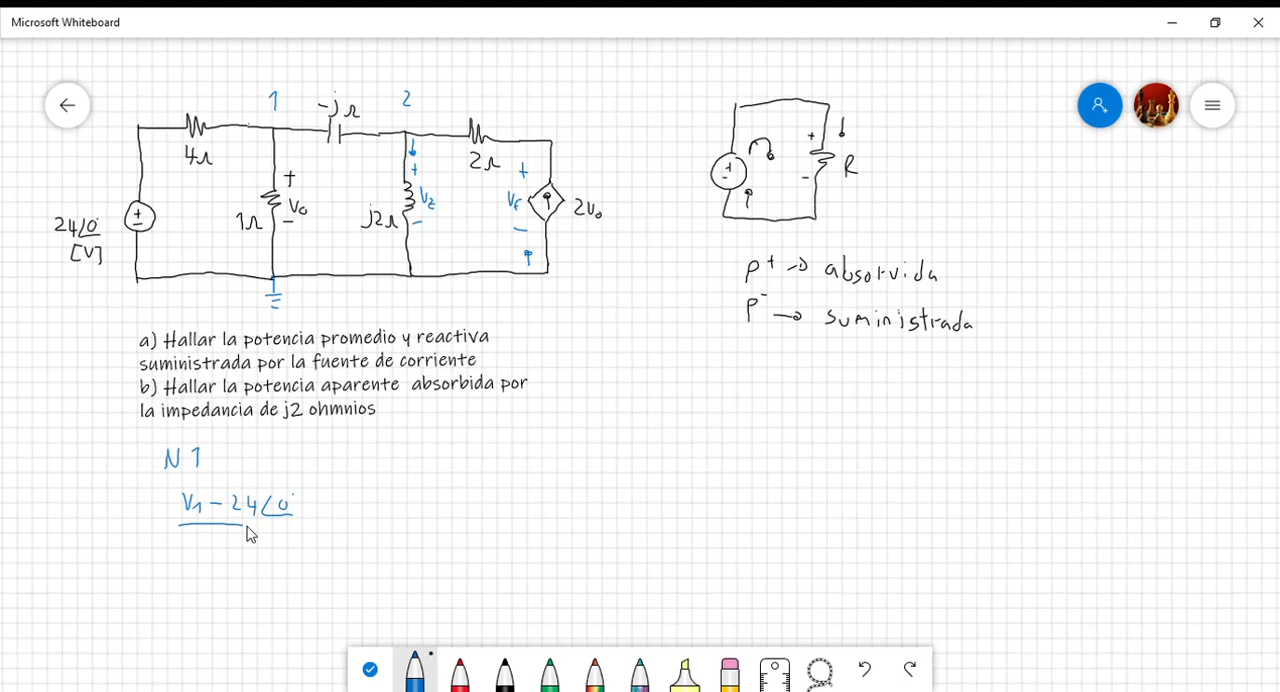 Microsoft Whiteboard
1 -jΩ 2
4Ω
2Ω
+
Vo
-
1Ω
24∠0°
[V]
+
-
j2Ω
+
Vz
-
+
Vf
-
2Vo
+
-
+
-
R
p+ → absorvida
p- → suministrada
a) Hallar la potencia promedio y reactiva
suministrada por la fuente de corriente
b) Hallar la potencia aparente absorbida por
la impedancia de j2 ohmnios
N1
V1 - 24∠0°